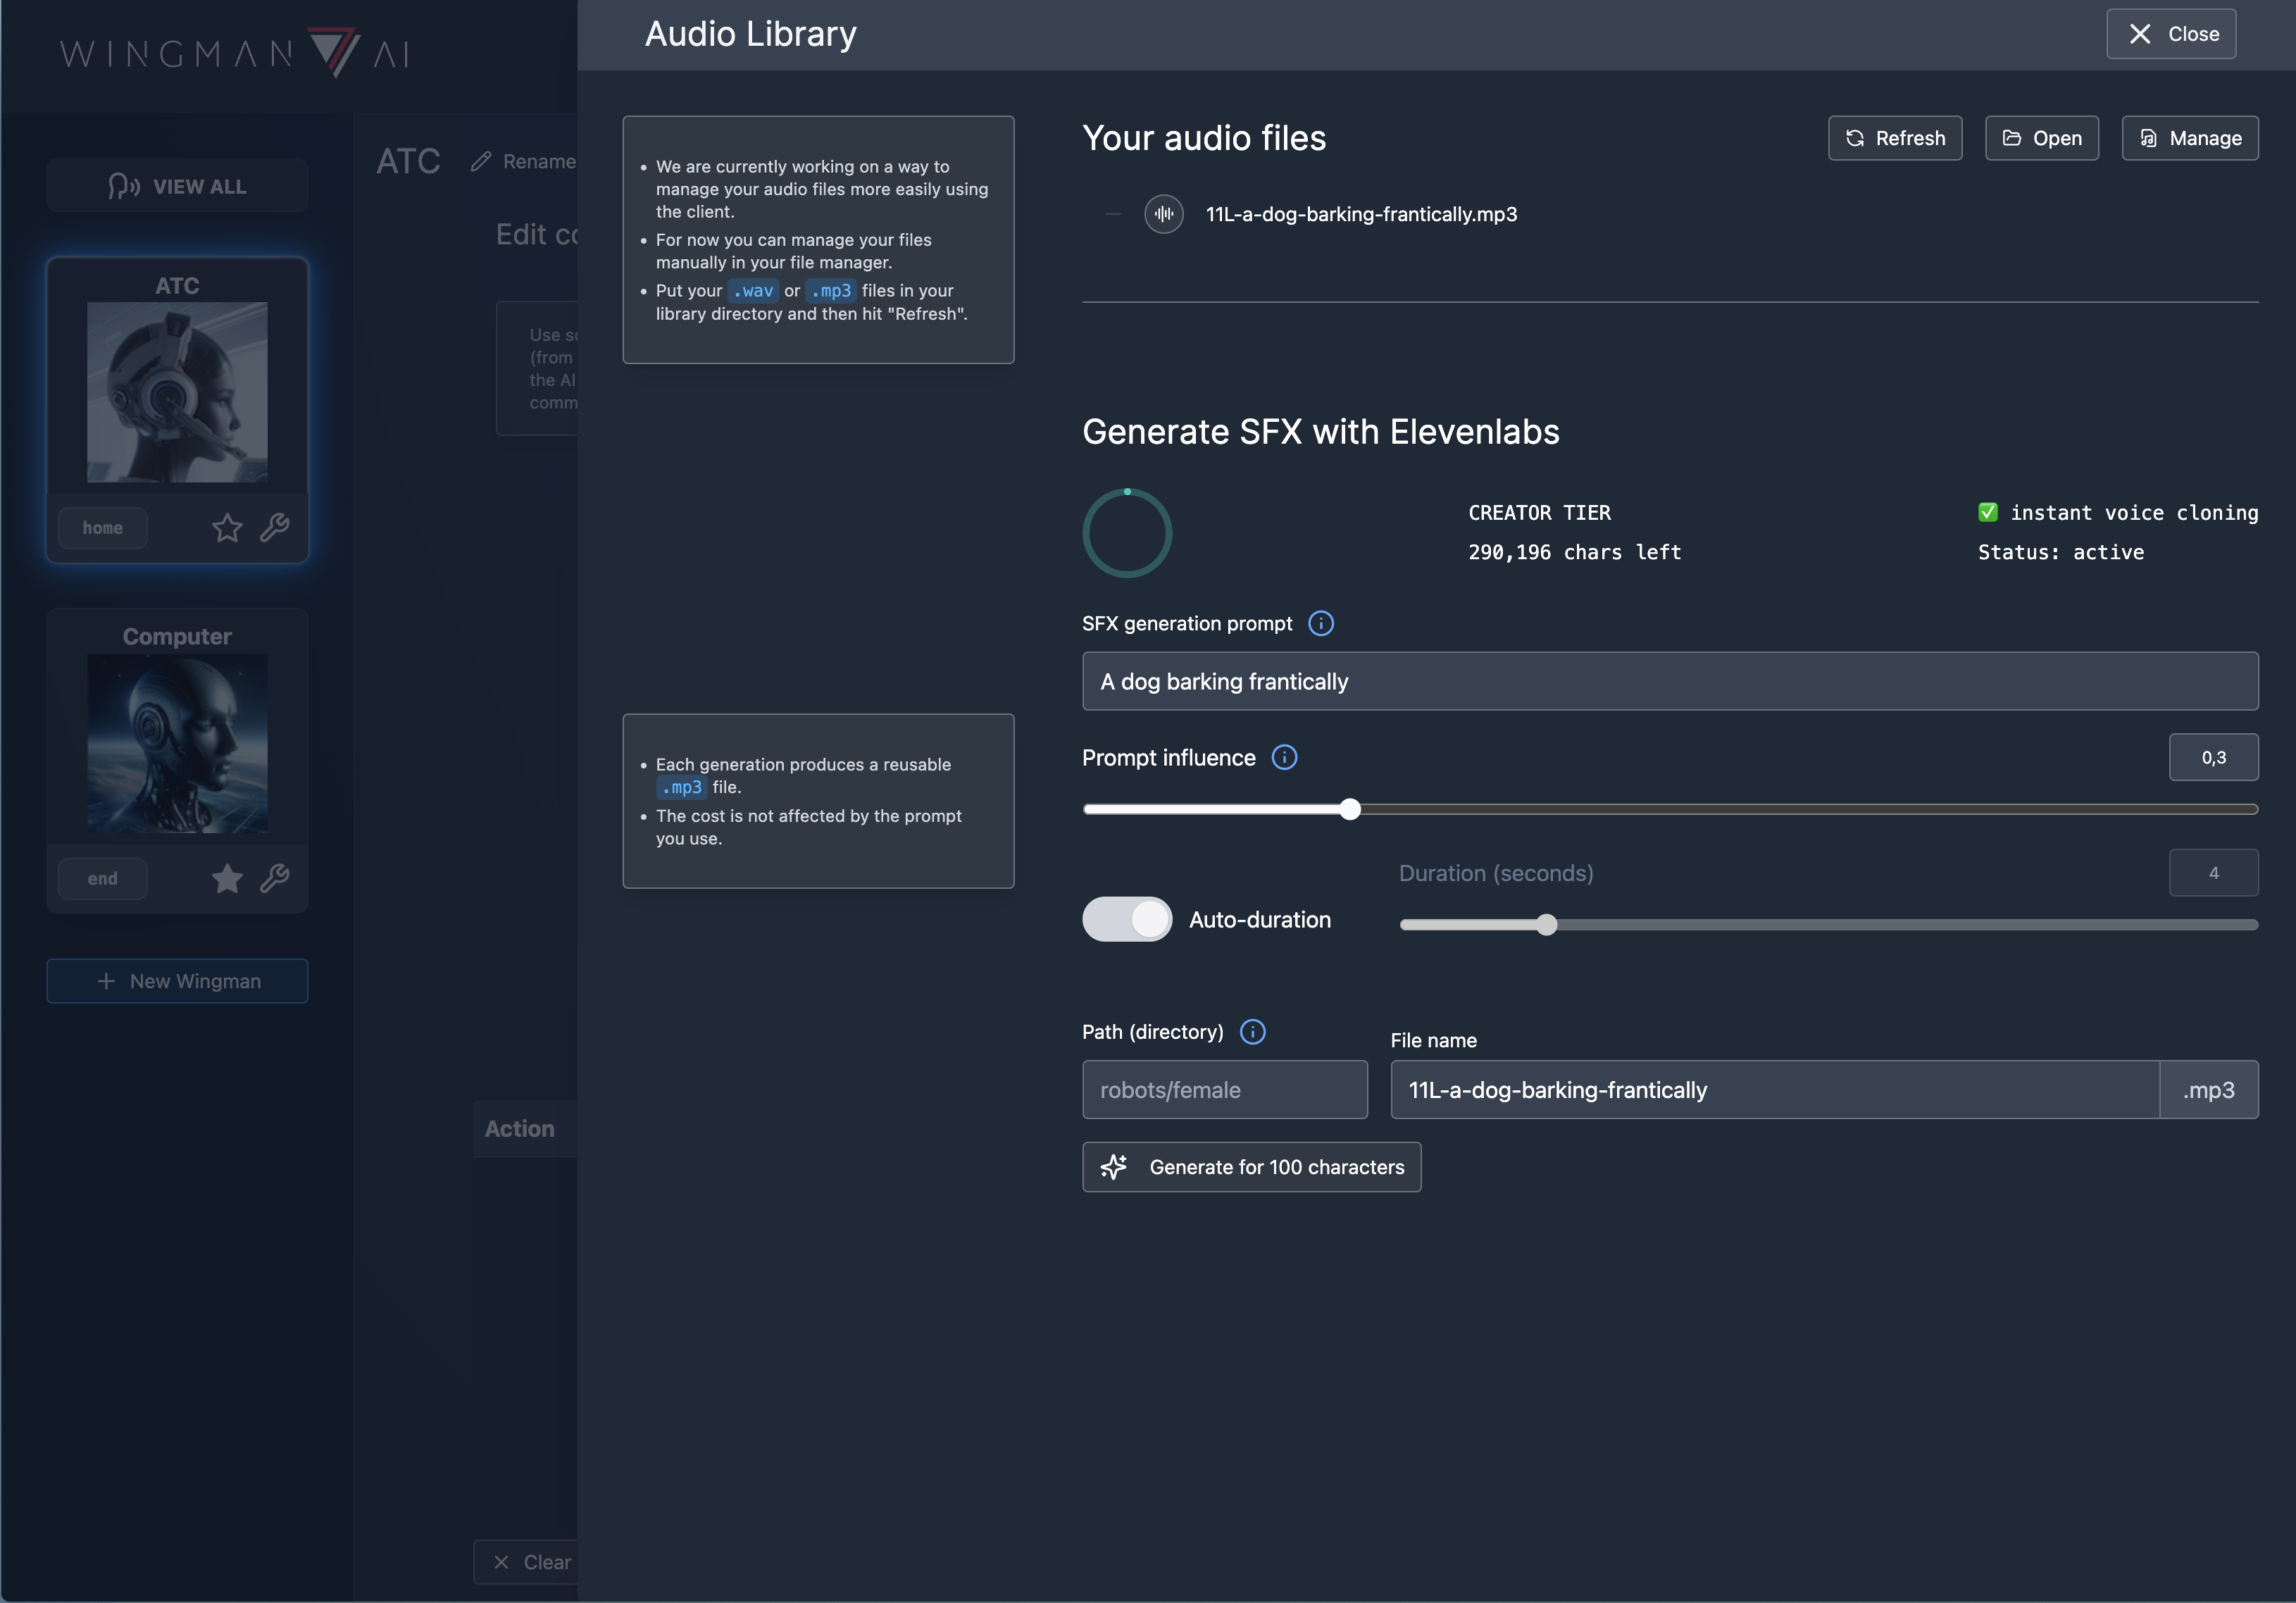 WINGMAN AI
VIEW ALL
ATC
home
Computer
end
New Wingman
ATC
Rename
Edit co
Use so
(from
the AI
comm
Action
Clear
Audio Library
Close
We are currently working on a way to
manage your audio files more easily using
the client.
For now you can manage your files
manually in your file manager.
Put your .wav or .mp3 files in your
library directory and then hit "Refresh".
Your audio files
Refresh
Open
Manage
11L-a-dog-barking-frantically.mp3
Generate SFX with Elevenlabs
CREATOR TIER
290,196 chars left
✅ instant voice cloning
Status: active
SFX generation prompt
A dog barking frantically
Each generation produces a reusable
.mp3 file.
The cost is not affected by the prompt
you use.
Prompt influence
0,3
Auto-duration
Duration (seconds)
4
Path (directory)
robots/female
File name
11L-a-dog-barking-frantically
.mp3
Generate for 100 characters